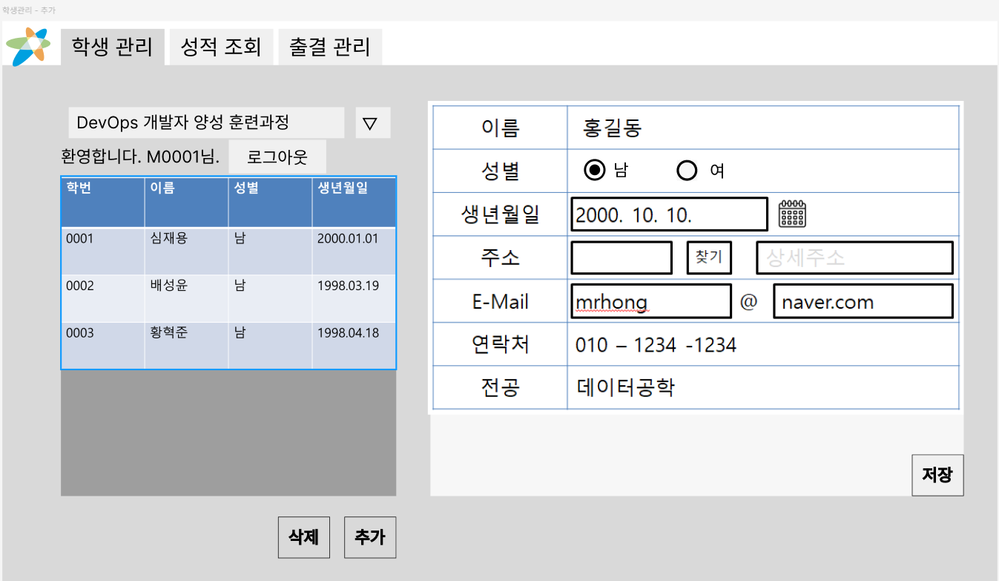 학생관리 - 추가
학생 관리 성적 조회 출결 관리
DevOps 개발자 양성 훈련과정 ▽
환영합니다. M0001님. 로그아웃
학번 이름 성별 생년월일
0001 심재용 남 2000.01.01
0002 배성윤 남 1998.03.19
0003 황혁준 남 1998.04.18
삭제 추가
이름 홍길동
성별 남 여
생년월일 2000. 10. 10.
주소 찾기 상세주소
E-Mail mrhong @ naver.com
연락처 010 – 1234 -1234
전공 데이터공학
저장